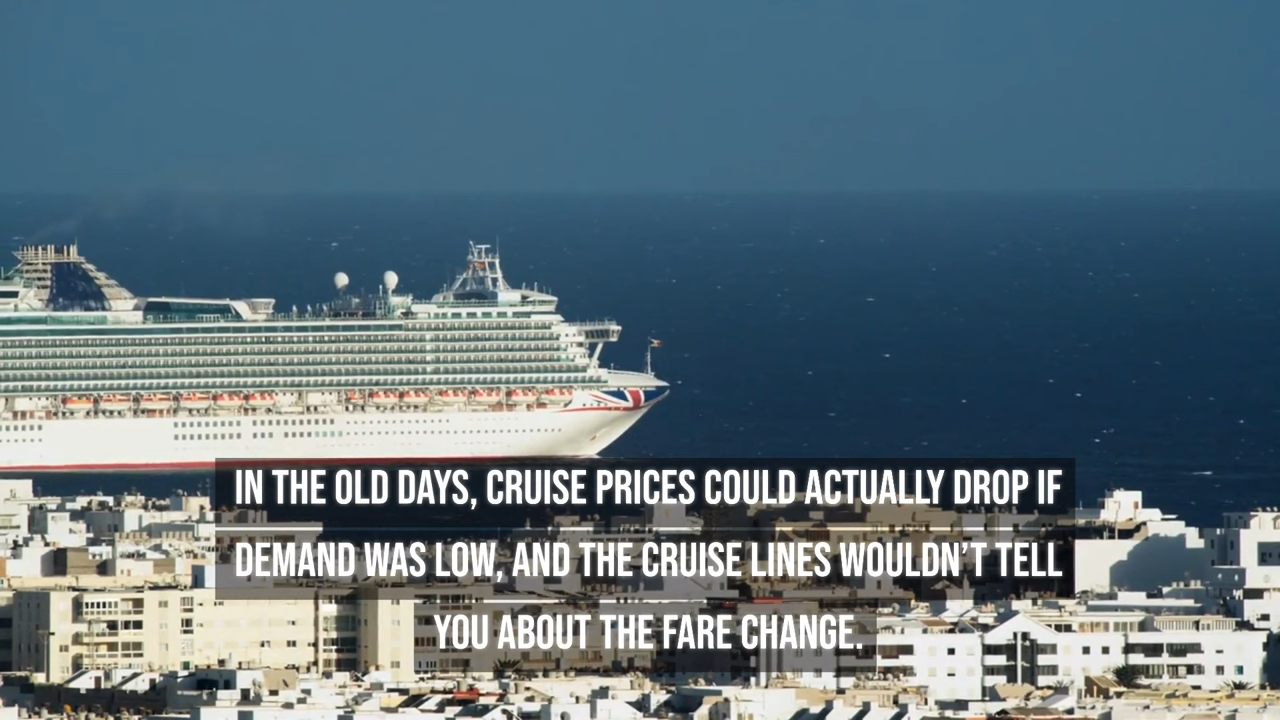 IN THE OLD DAYS, CRUISE PRICES COULD ACTUALLY DROP IF
DEMAND WAS LOW, AND THE CRUISE LINES WOULDN’T TELL
YOU ABOUT THE FARE CHANGE.